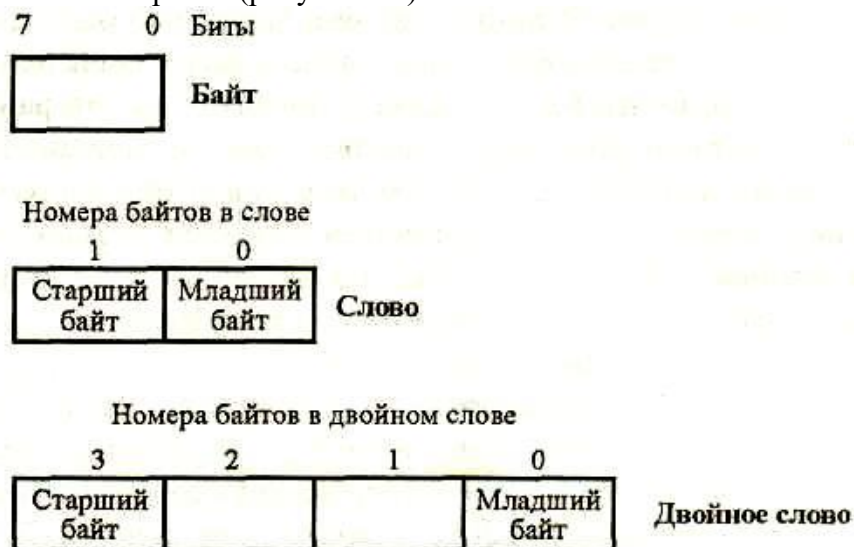 7 0 Биты
Байт
Номера байтов в слове
1 0
Старший байт Младший байт Слово
Номера байтов в двойном слове
3 2 1 0
Старший байт Младший байт Двойное слово